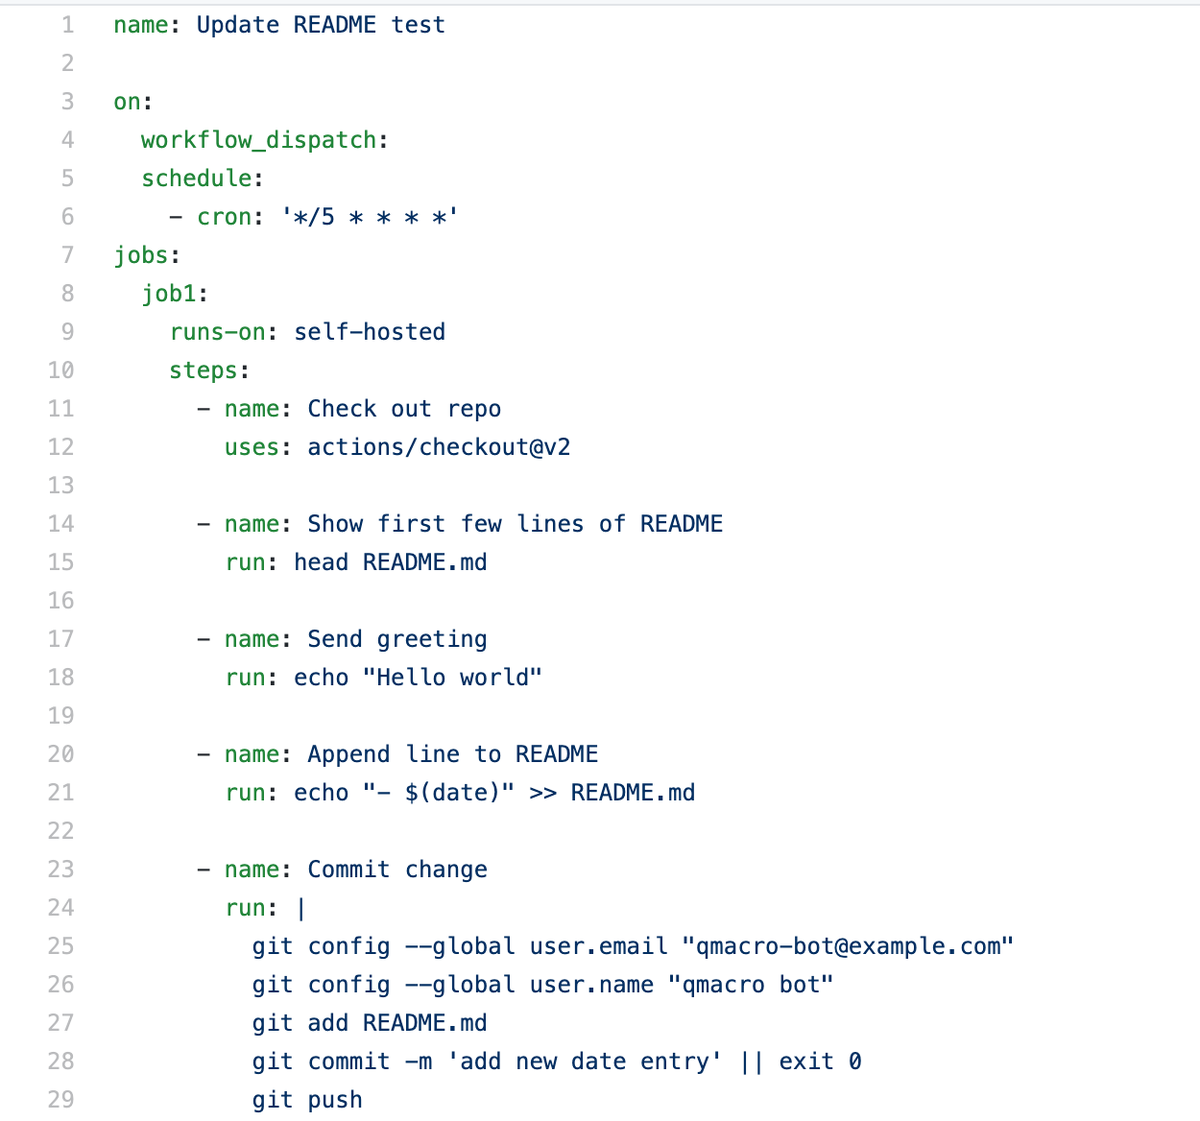 1 name: Update README test
2
3 on:
4   workflow_dispatch:
5   schedule:
6     - cron: '*/5 * * * *'
7 jobs:
8   job1:
9     runs-on: self-hosted
10     steps:
11       - name: Check out repo
12         uses: actions/checkout@v2
13
14       - name: Show first few lines of README
15         run: head README.md
16
17       - name: Send greeting
18         run: echo "Hello world"
19
20       - name: Append line to README
21         run: echo "- $(date)" >> README.md
22
23       - name: Commit change
24         run: |
25           git config --global user.email "qmacro-bot@example.com"
26           git config --global user.name "qmacro bot"
27           git add README.md
28           git commit -m 'add new date entry' || exit 0
29           git push